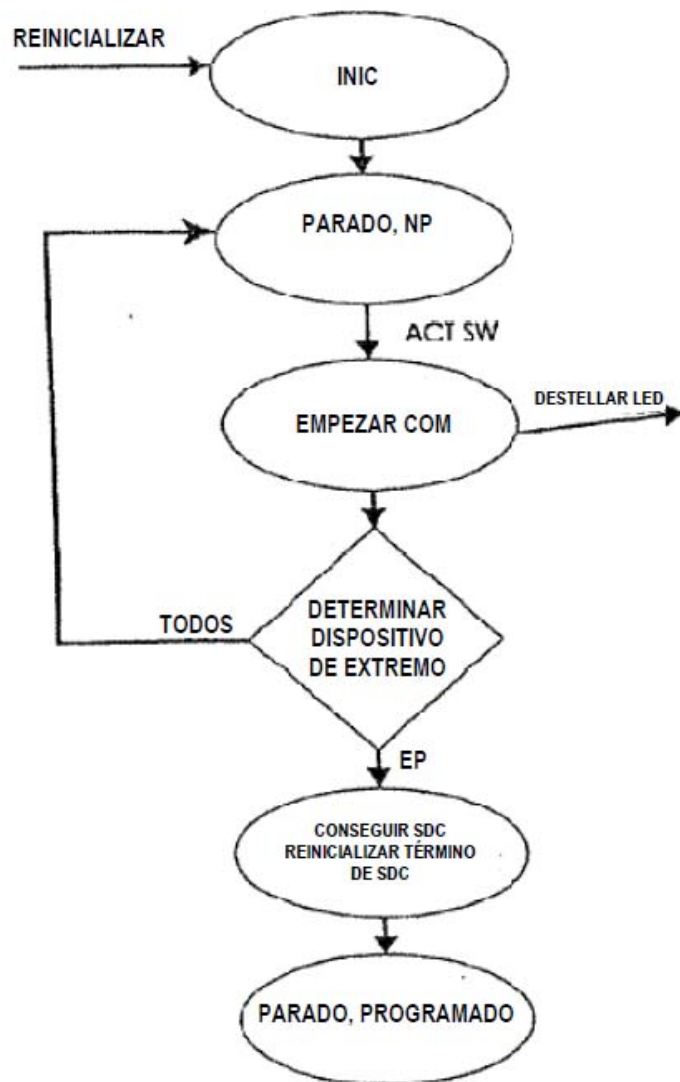 REINICIALIZAR
INIC
PARADO, NP
ACT SW
EMPEZAR COM
DESTELLAR LED
TODOS
DETERMINAR
DISPOSITIVO
DE EXTREMO
EP
CONSEGUIR SDC
REINICIALIZAR TÉRMINO
DE SDC
PARADO, PROGRAMADO